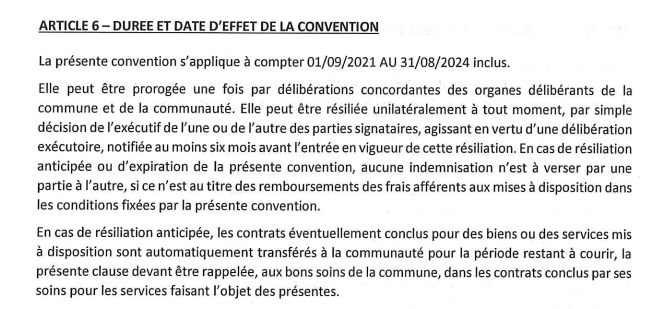 ARTICLE 6 – DUREE ET DATE D'EFFET DE LA CONVENTION
La présente convention s'applique à compter 01/09/2021 AU 31/08/2024 inclus.
Elle peut être prorogée une fois par délibérations concordantes des organes délibérants de la
commune et de la communauté. Elle peut être résiliée unilatéralement à tout moment, par simple
décision de l'exécutif de l'une ou de l'autre des parties signataires, agissant en vertu d'une délibération
exécutoire, notifiée au moins six mois avant l'entrée en vigueur de cette résiliation. En cas de résiliation
anticipée ou d'expiration de la présente convention, aucune indemnisation n'est à verser par une
partie à l'autre, si ce n'est au titre des remboursements des frais afférents aux mises à disposition dans
les conditions fixées par la présente convention.
En cas de résiliation anticipée, les contrats éventuellement conclus pour des biens ou des services mis
à disposition sont automatiquement transférés à la communauté pour la période restant à courir, la
présente clause devant être rappelée, aux bons soins de la commune, dans les contrats conclus par ses
soins pour les services faisant l'objet des présentes.